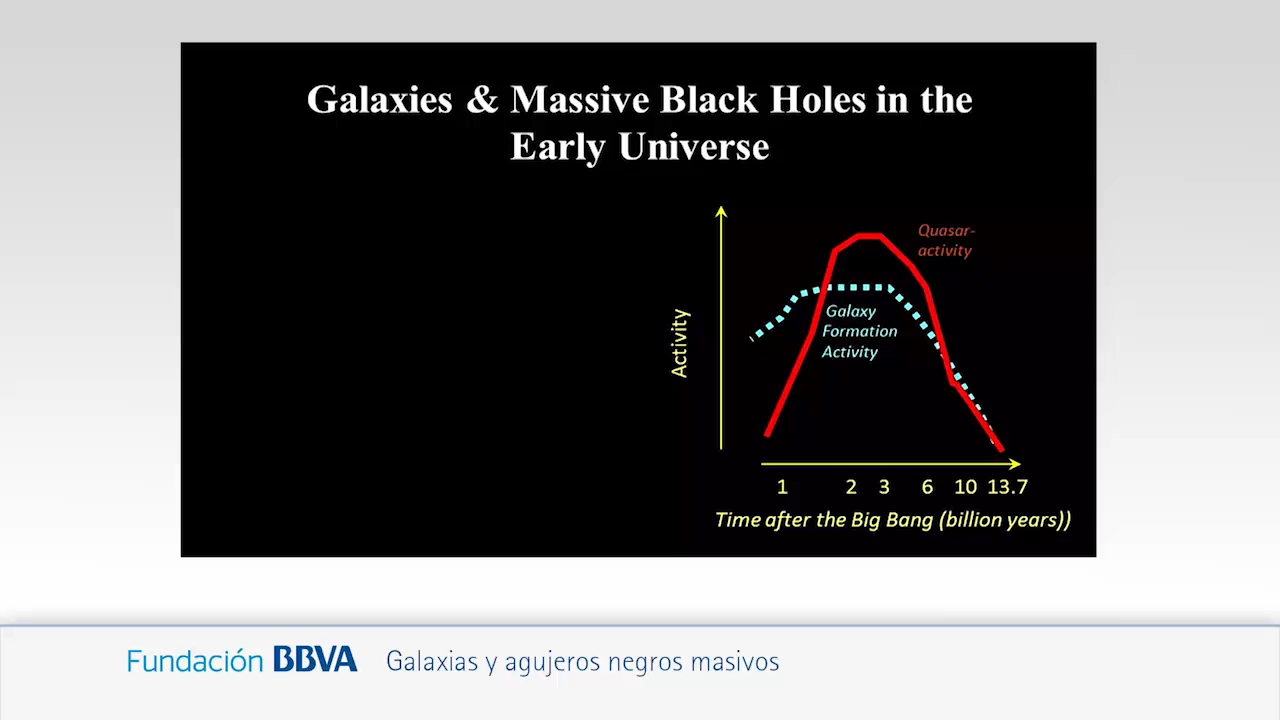 Galaxies & Massive Black Holes in the
Early Universe
Quasar-
activity
Galaxy
Formation
Activity
Activity
1 2 3 6 10 13.7
Time after the Big Bang (billion years))
Fundación BBVA Galaxias y agujeros negros masivos